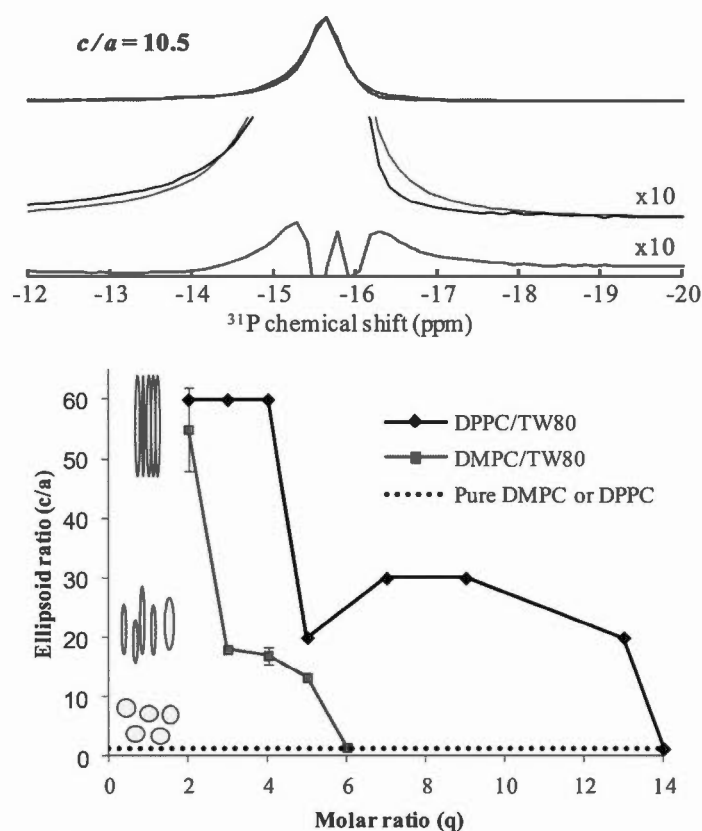 c/a = 10.5
x10
x10
-12 -13 -14 -15 -16 -17 -18 -19 -20
³¹P chemical shift (ppm)
60
50
40
30
20
10
0
Ellipsoid ratio (c/a)
DPPC/TW80
DMPC/TW80
Pure DMPC or DPPC
0 2 4 6 8 10 12 14
Molar ratio (q)